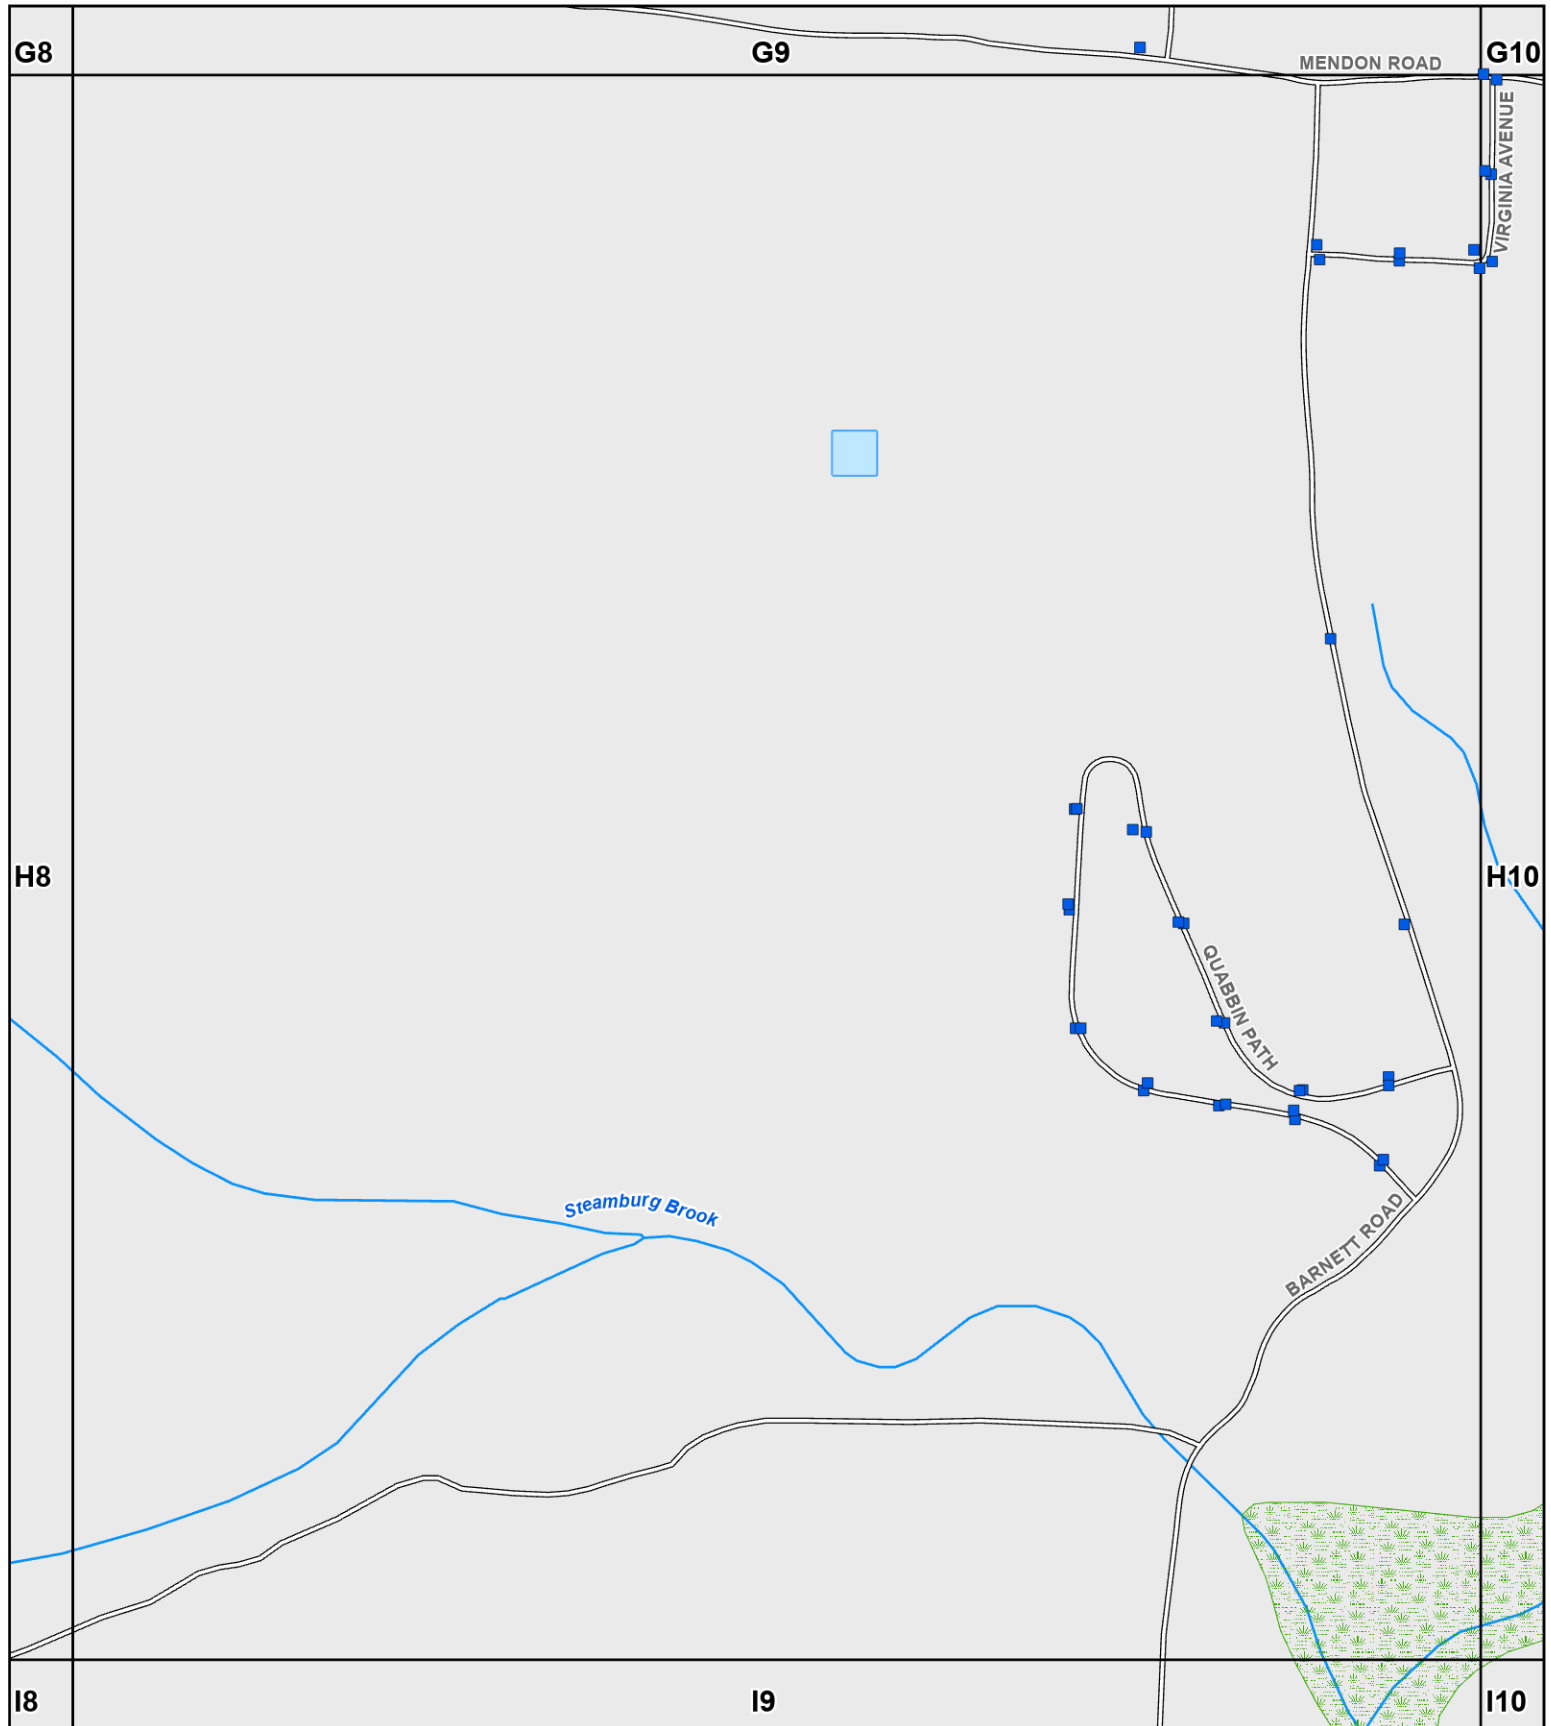 G8
G9
G10
MENDON ROAD
VIRGINIA AVENUE
H8
H10
QUABBIN PATH
Steamburg Brook
BARNETT ROAD
I8
I9
I10